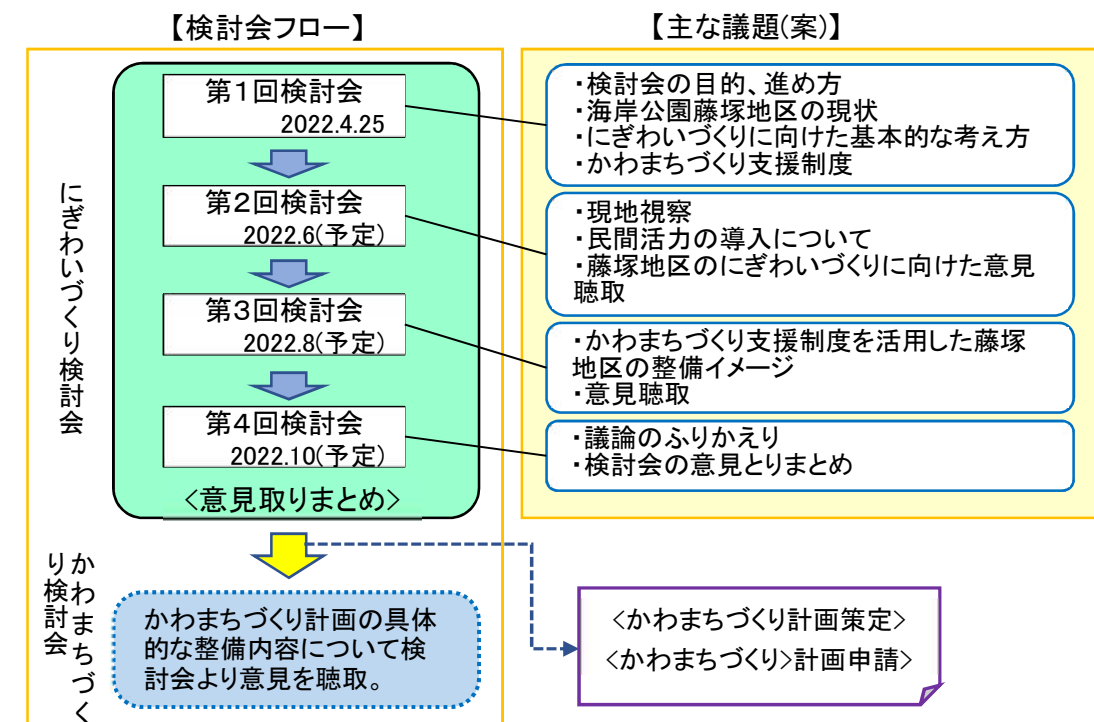 【検討会フロー】
【主な議題(案)】
にぎわいづくり検討会
第1回検討会
2022.4.25
第2回検討会
2022.6(予定)
第3回検討会
2022.8(予定)
第4回検討会
2022.10(予定)
<意見取りまとめ>
・検討会の目的、進め方
・海岸公園藤塚地区の現状
・にぎわいづくりに向けた基本的な考え方
・かわまちづくり支援制度
・現地視察
・民間活力の導入について
・藤塚地区のにぎわいづくりに向けた意見
聴取
・かわまちづくり支援制度を活用した藤塚
地区の整備イメージ
・意見聴取
・議論のふりかえり
・検討会の意見とりまとめ
かわまちづく
り検討会
かわまちづくり計画の具体
的な整備内容について検
討会より意見を聴取。
<かわまちづくり計画策定>
<かわまちづくり>計画申請>